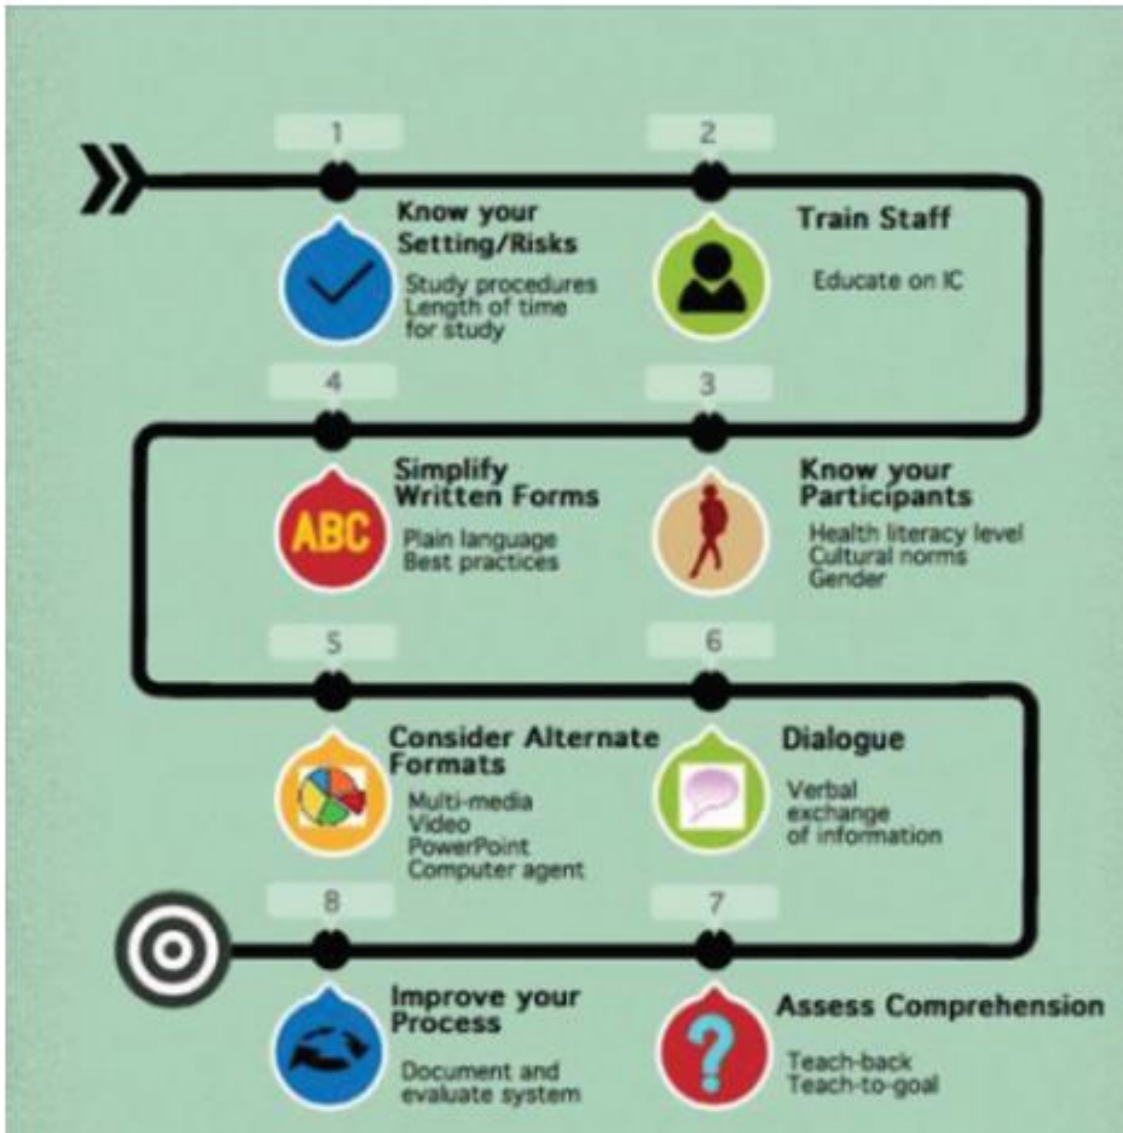 1
Know your
Setting/Risks
Study procedures
Length of time
for study
2
Train Staff
Educate on IC
3
Know your
Participants
Health literacy level
Cultural norms
Gender
4
Simplify
Written Forms
ABC
Plain language
Best practices
5
Consider Alternate
Formats
Multi-media
Video
PowerPoint
Computer agent
6
Dialogue
Verbal
exchange
of information
7
Assess Comprehension
?
Teach-back
Teach-to-goal
8
Improve your
Process
Document and
evaluate system